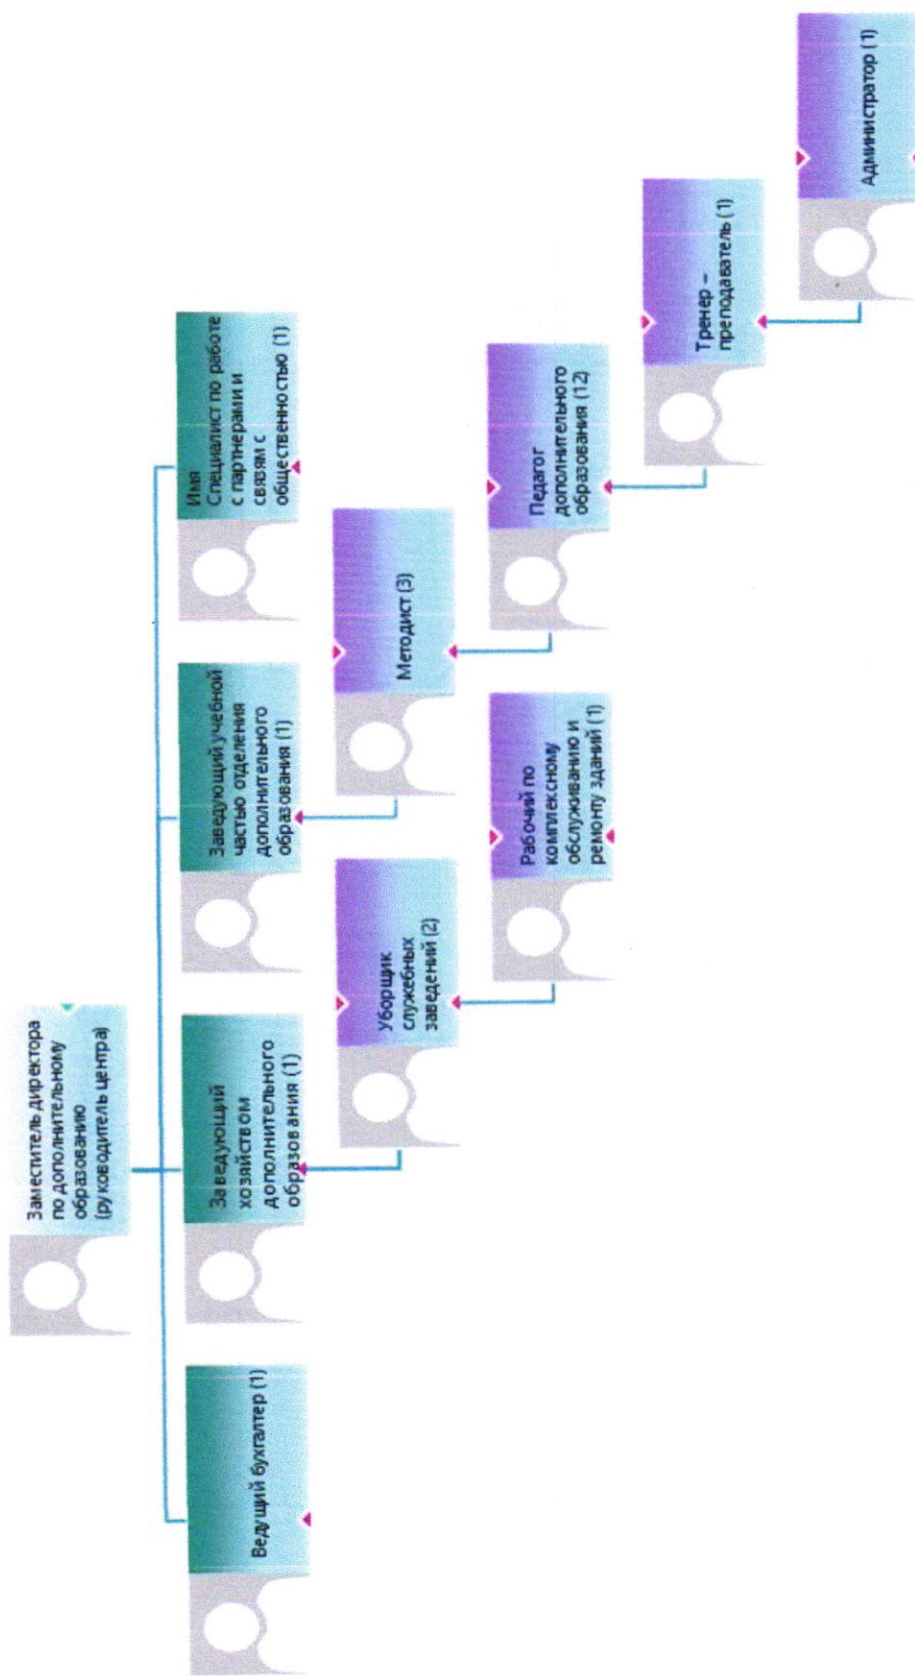 Заместитель директора
по дополнительному
образованию
(руководитель центра)
Ведущий бухгалтер (1)
Заведующий
хозяйством
дополнительного
образования (1)
Заведующий учебной
частью отделения
дополнительного
образования (1)
Имя
Специалист по работе
с партнерами и
связям с
общественностью (1)
Уборщик
служебных
заведений (2)
Методист (3)
Рабочий по
комплексному
обслуживанию и
ремонту зданий (1)
Педагог
дополнительного
образования (12)
Тренер –
преподаватель (1)
Администратор (1)